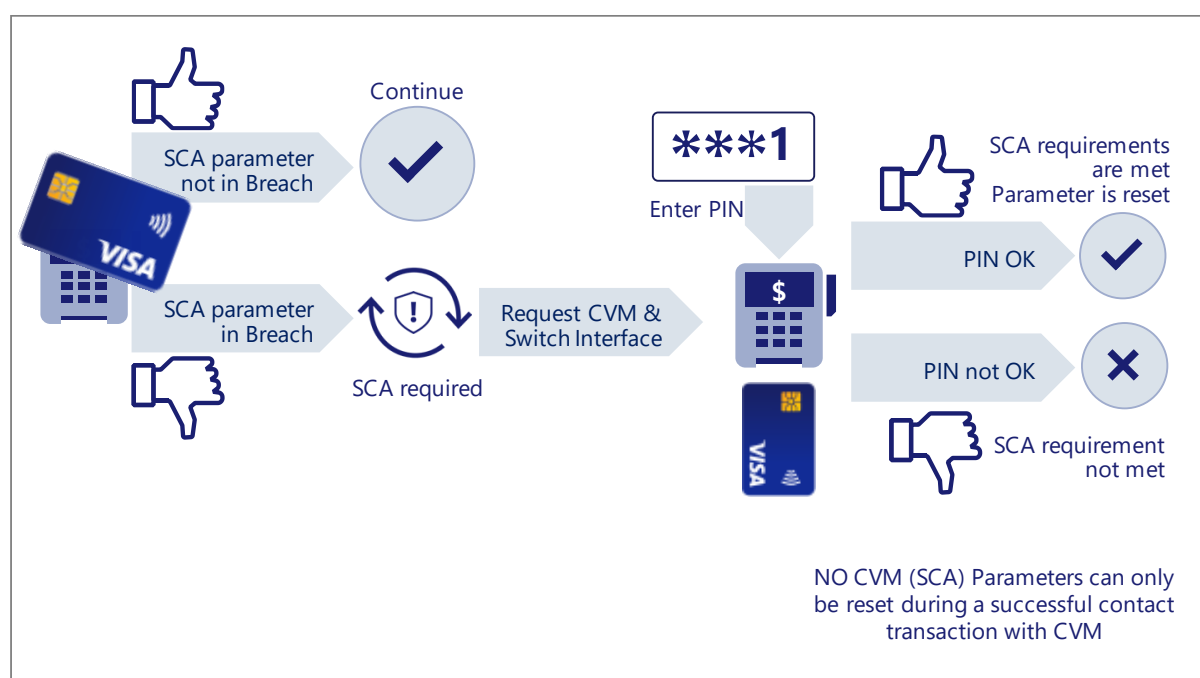 Continue
SCA parameter
not in Breach
VISA
SCA parameter
in Breach
SCA required
Request CVM &
Switch Interface
***1
Enter PIN
$
VISA
SCA requirements
are met
Parameter is reset
PIN OK
PIN not OK
SCA requirement
not met
NO CVM (SCA) Parameters can only
be reset during a successful contact
transaction with CVM